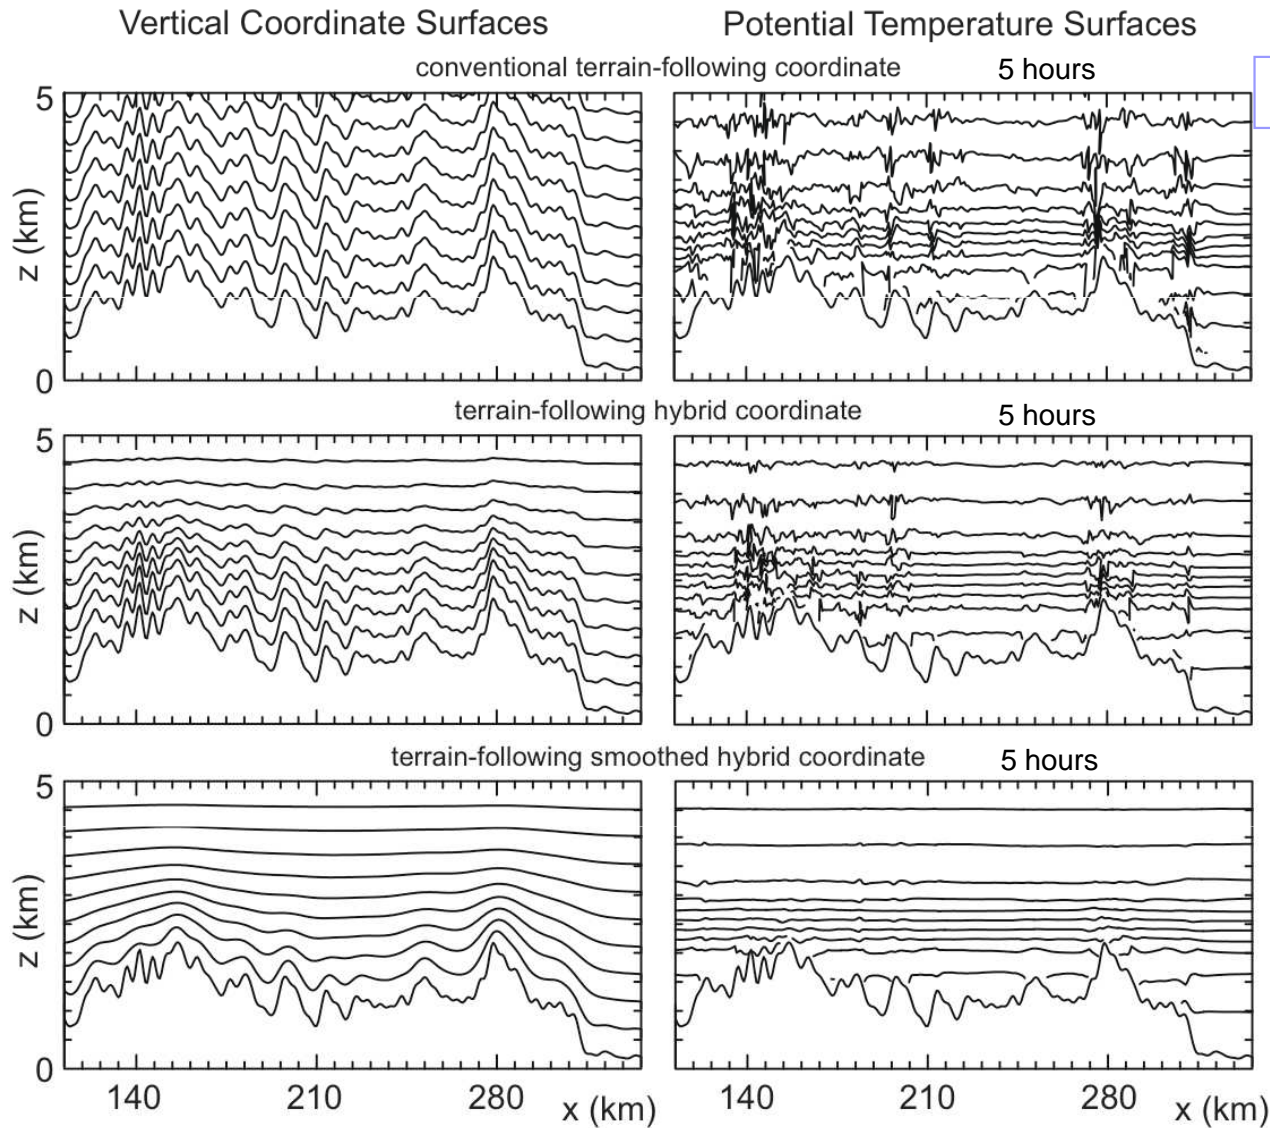 Vertical Coordinate Surfaces
Potential Temperature Surfaces
conventional terrain-following coordinate
5 hours
5
z (km)
0
terrain-following hybrid coordinate
5 hours
5
z (km)
0
terrain-following smoothed hybrid coordinate
5 hours
5
z (km)
0
140 210 280 x (km)
140 210 280 x (km)